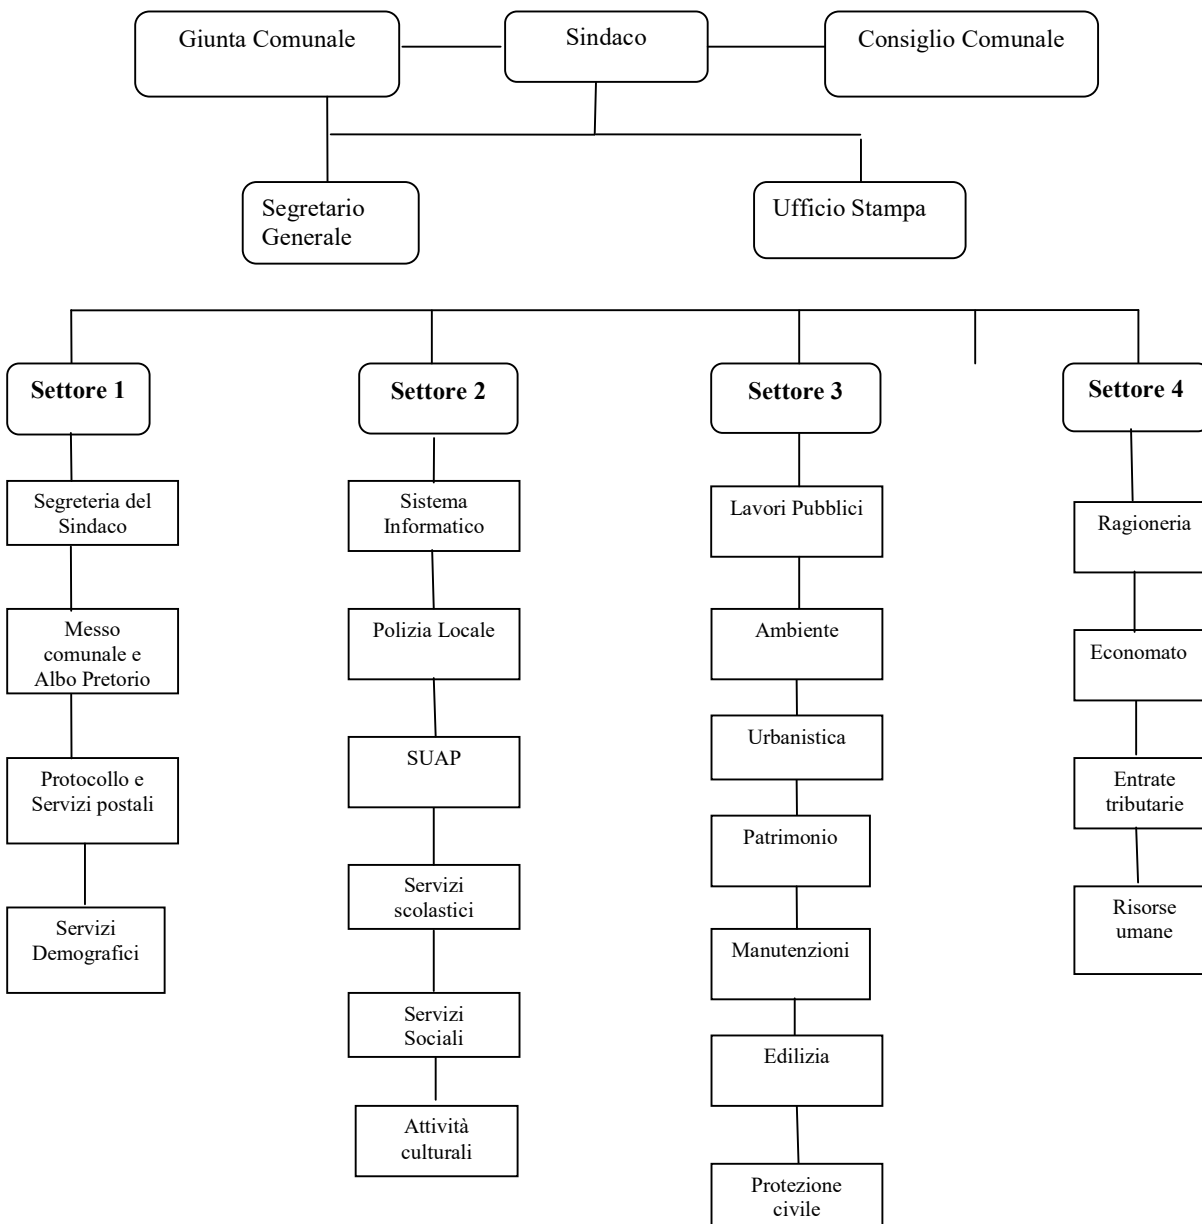 Giunta Comunale
Sindaco
Consiglio Comunale
Segretario
Generale
Ufficio Stampa
Settore 1
Settore 2
Settore 3
Settore 4
Segreteria del
Sindaco
Messo
comunale e
Albo Pretorio
Protocollo e
Servizi postali
Servizi
Demografici
Sistema
Informatico
Polizia Locale
SUAP
Servizi
scolastici
Servizi
Sociali
Attività
culturali
Lavori Pubblici
Ambiente
Urbanistica
Patrimonio
Manutenzioni
Edilizia
Protezione
civile
Ragioneria
Economato
Entrate
tributarie
Risorse
umane